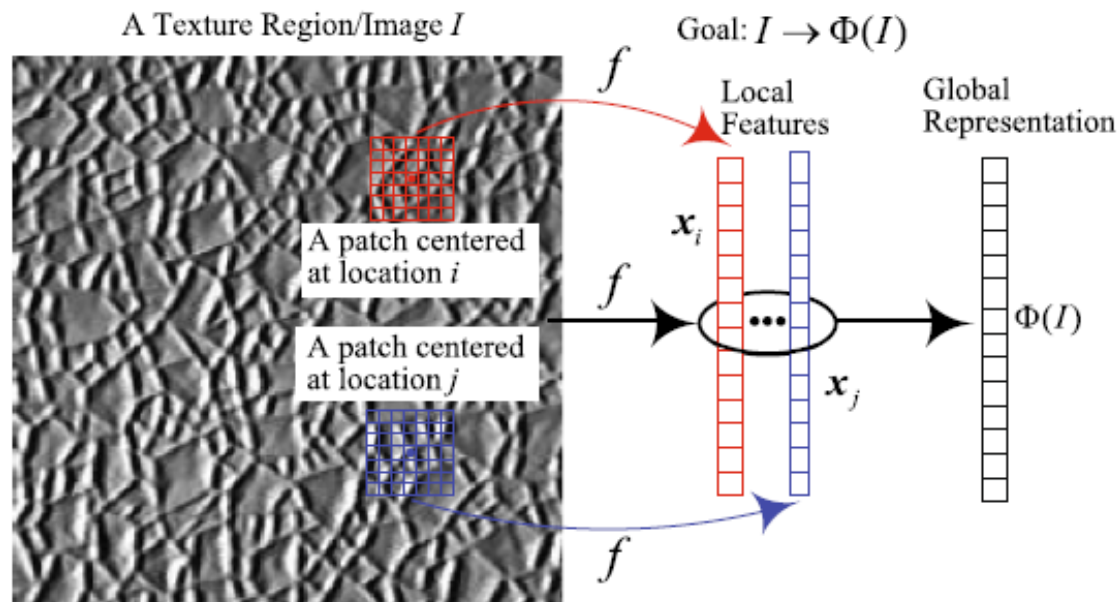 A Texture Region/Image I
Goal: I → Φ(I)
f
Local
Features
Global
Representation
x_i
A patch centered
at location i
f
Φ(I)
A patch centered
at location j
x_j
f